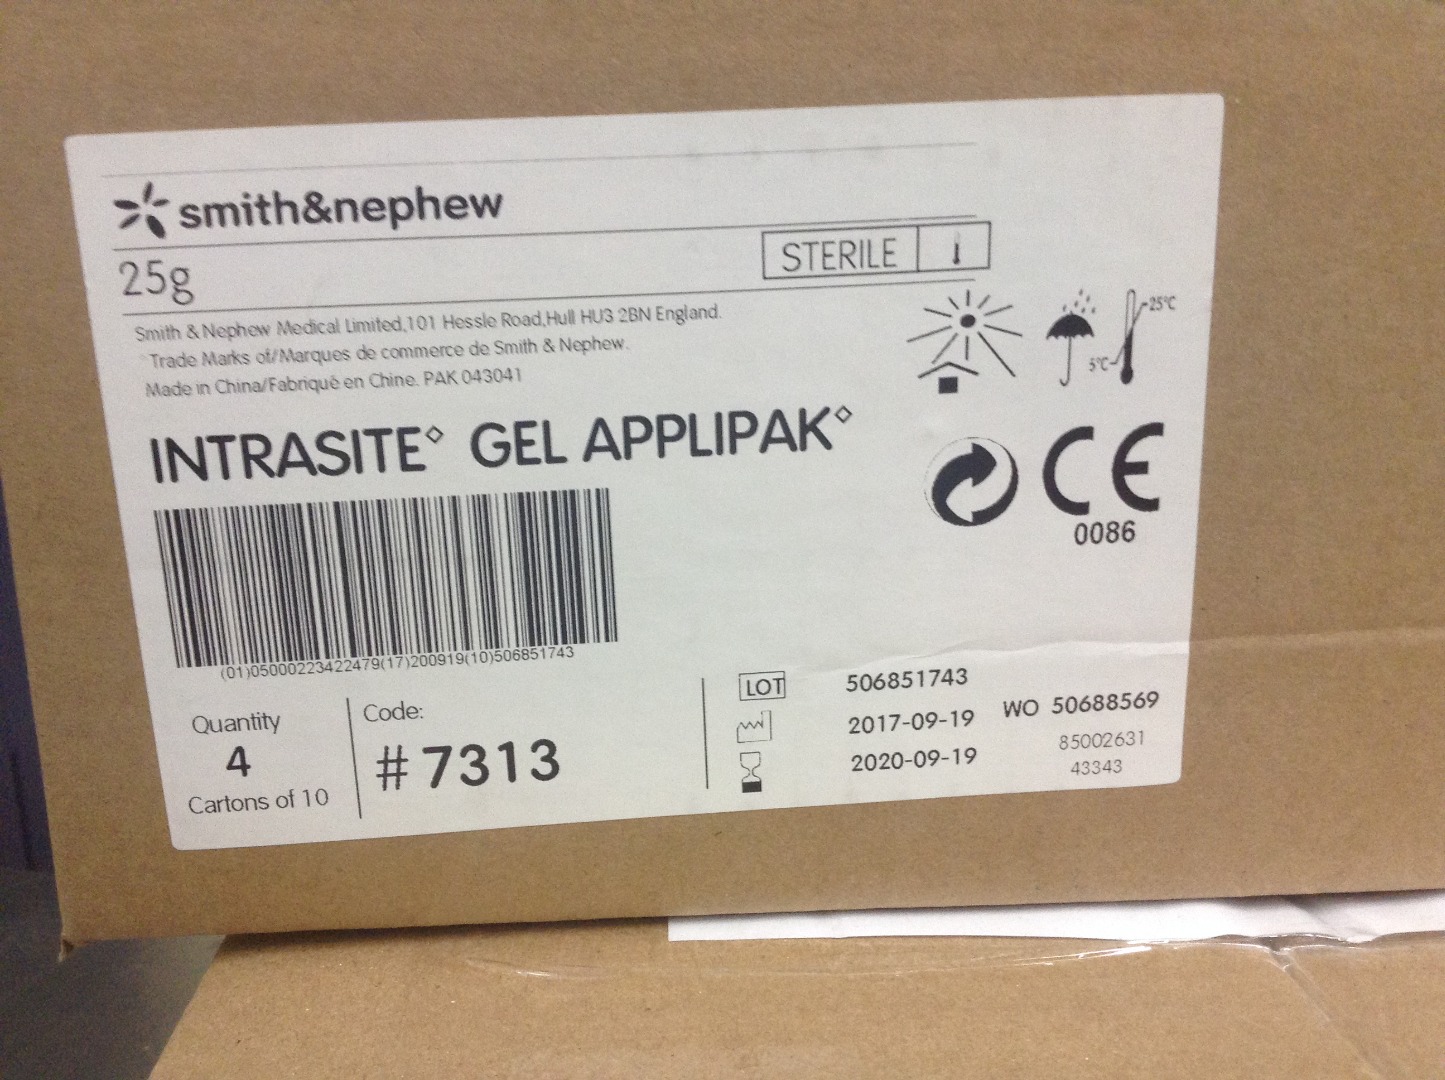 smith&nephew
25g
STERILE
Smith & Nephew Medical Limited,101 Hessle Road,Hull HU3 2BN England.
Trade Marks of/Marques de commerce de Smith & Nephew.
Made in China/Fabriqué en Chine. PAK 043041
25°C
5°C
INTRASITE◊ GEL APPLIPAK◊
CE
0086
(01)05000223422479(17)200919(10)506851743
Quantity
4
Cartons of 10
Code:
#7313
LOT 506851743
2017-09-19 WO 50688569
2020-09-19 85002631
43343